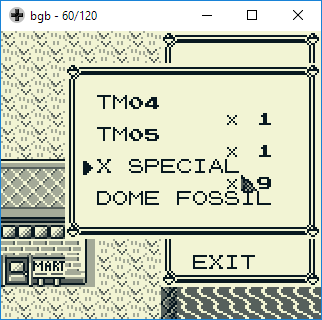 bgb - 60/120
TM04
× 1
TM05
× 1
X SPECIAL
× 9
DOME FOSSIL
EXIT
MART